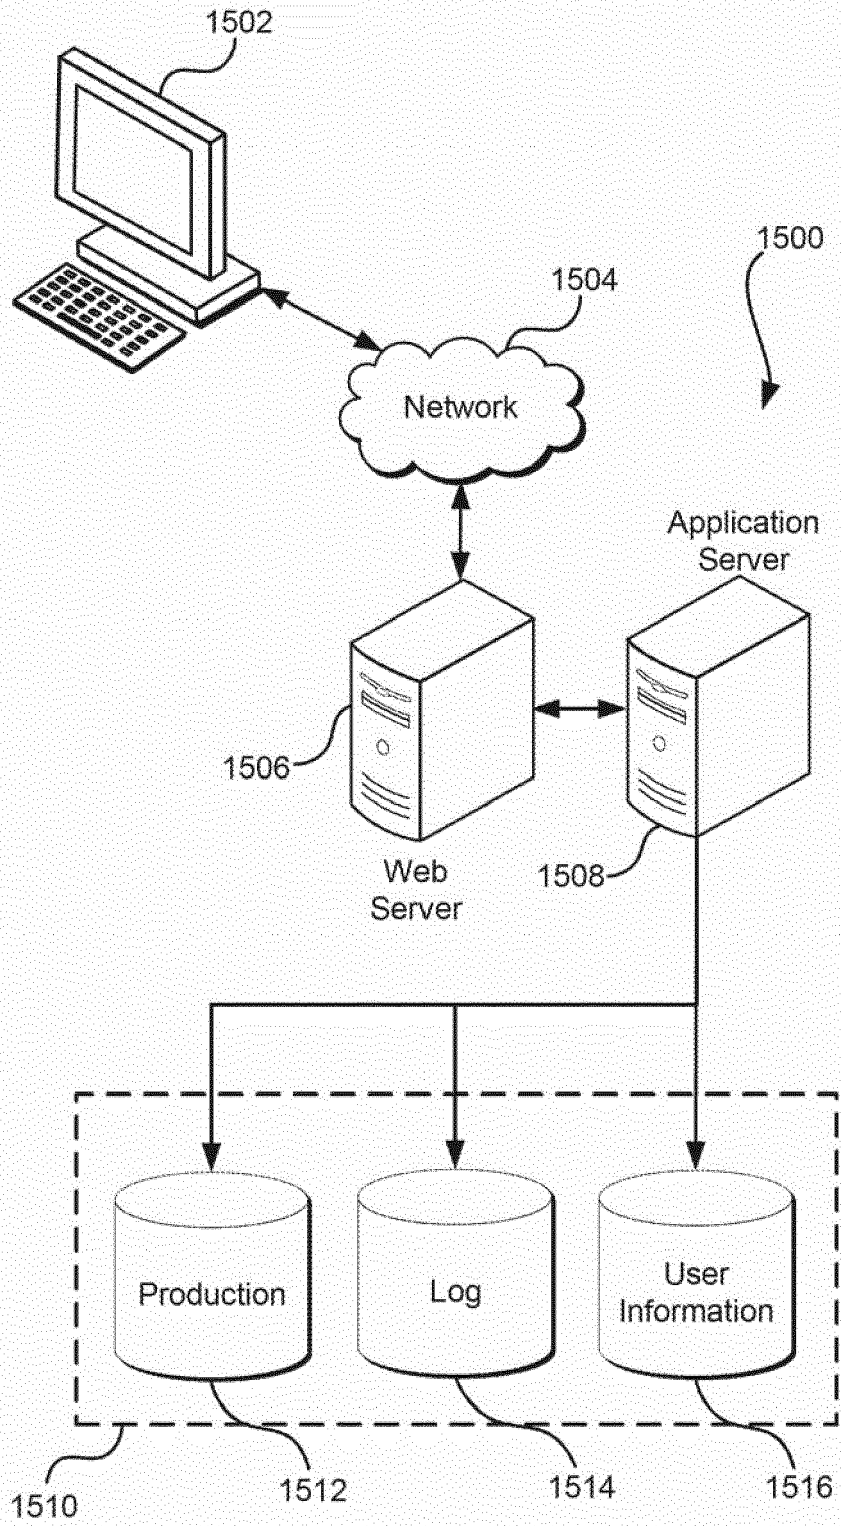 1502
1500
1504
Network
Application
Server
1506
1508
Web
Server
Production
Log
User
Information
1510
1512
1514
1516